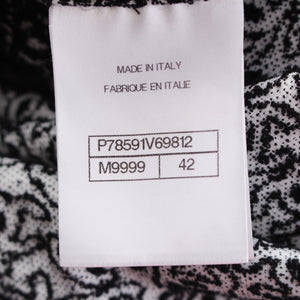 MADE IN ITALY
FABRIQUE EN ITALIE
P78591V69812
M9999 42